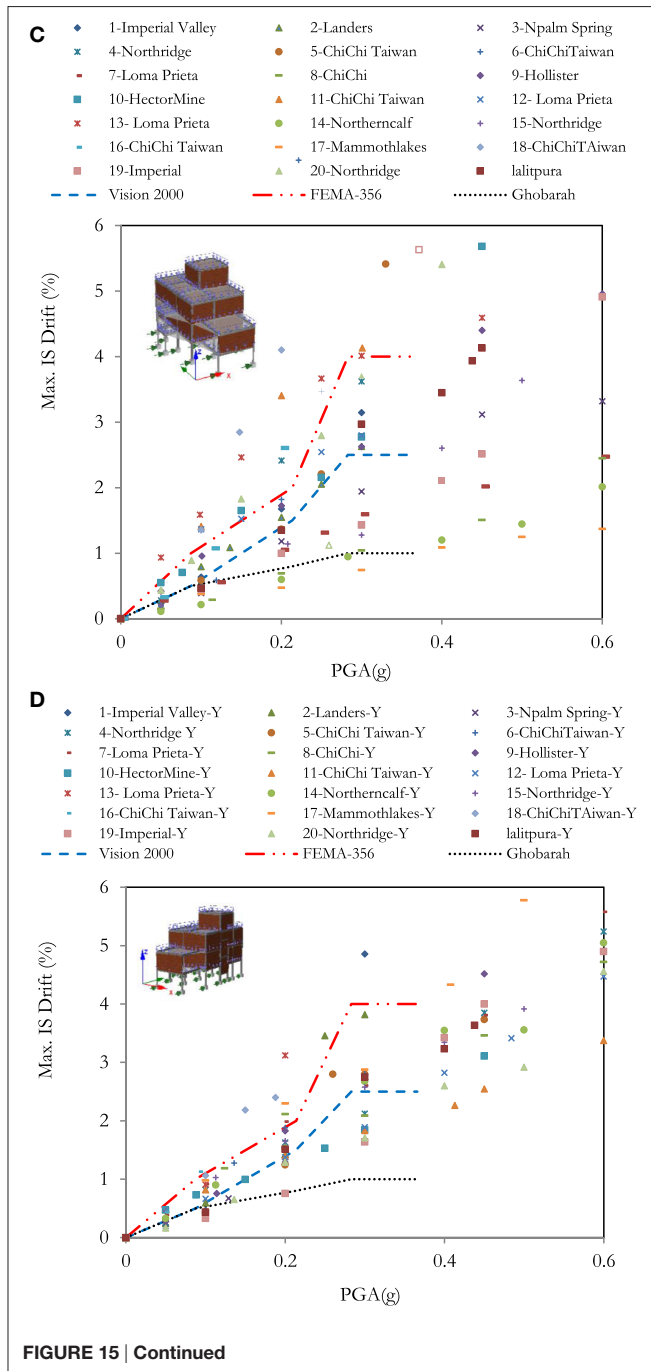 C
1-Imperial Valley 2-Landers 3-Npalm Spring
4-Northridge 5-ChiChi Taiwan 6-ChiChiTaiwan
7-Loma Prieta 8-ChiChi 9-Hollister
10-HectorMine 11-ChiChi Taiwan 12- Loma Prieta
13- Loma Prieta 14-Northerncalf 15-Northridge
16-ChiChi Taiwan 17-Mammothlakes 18-ChiChiTAiwan
19-Imperial 20-Northridge lalitpura
Vision 2000 FEMA-356 Ghobarah
Max. IS Drift (%)
6
5
4
3
2
1
0
Z
X
0 0.2 0.4 0.6
PGA(g)
D
1-Imperial Valley-Y 2-Landers-Y 3-Npalm Spring-Y
4-Northridge Y 5-ChiChi Taiwan-Y 6-ChiChiTaiwan-Y
7-Loma Prieta-Y 8-ChiChi-Y 9-Hollister-Y
10-HectorMine-Y 11-ChiChi Taiwan-Y 12- Loma Prieta-Y
13- Loma Prieta-Y 14-Northerncalf-Y 15-Northridge-Y
16-ChiChi Taiwan-Y 17-Mammothlakes-Y 18-ChiChiTAiwan-Y
19-Imperial-Y 20-Northridge-Y lalitpura-Y
Vision 2000 FEMA-356 Ghobarah
Max. IS Drift (%)
6
5
4
3
2
1
0
Z
X
0 0.2 0.4 0.6
PGA(g)
FIGURE 15 | Continued